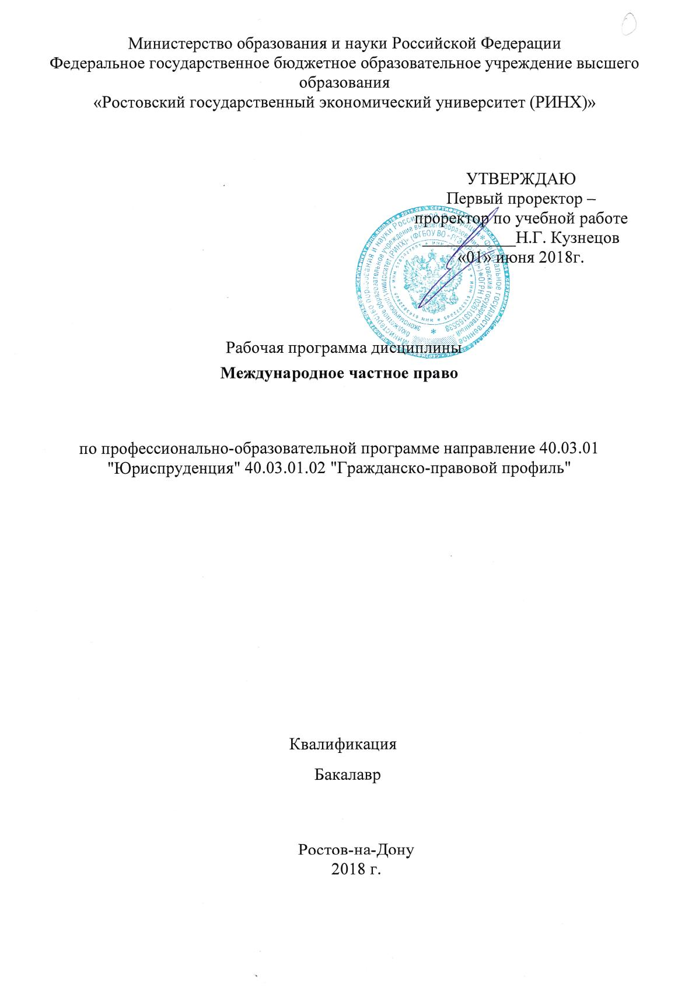 Министерство образования и науки Российской Федерации
Федеральное государственное бюджетное образовательное учреждение высшего
образования
«Ростовский государственный экономический университет (РИНХ)»
УТВЕРЖДАЮ
Первый проректор –
проректор по учебной работе
___________Н.Г. Кузнецов
«01» июня 2018г.
Рабочая программа дисциплины
Международное частное право
по профессионально-образовательной программе направление 40.03.01
"Юриспруденция" 40.03.01.02 "Гражданско-правовой профиль"
Квалификация
Бакалавр
Ростов-на-Дону
2018 г.